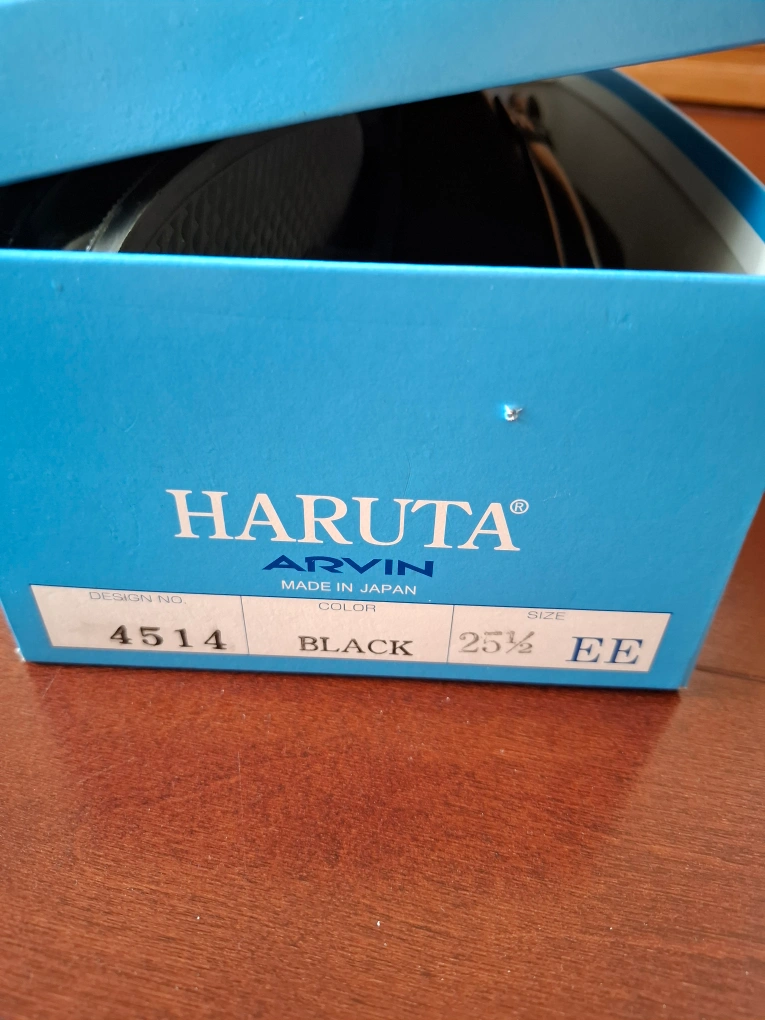 HARUTA®
ARVIN
MADE IN JAPAN
DESIGN NO. COLOR SIZE
4514 BLACK 25½ EE